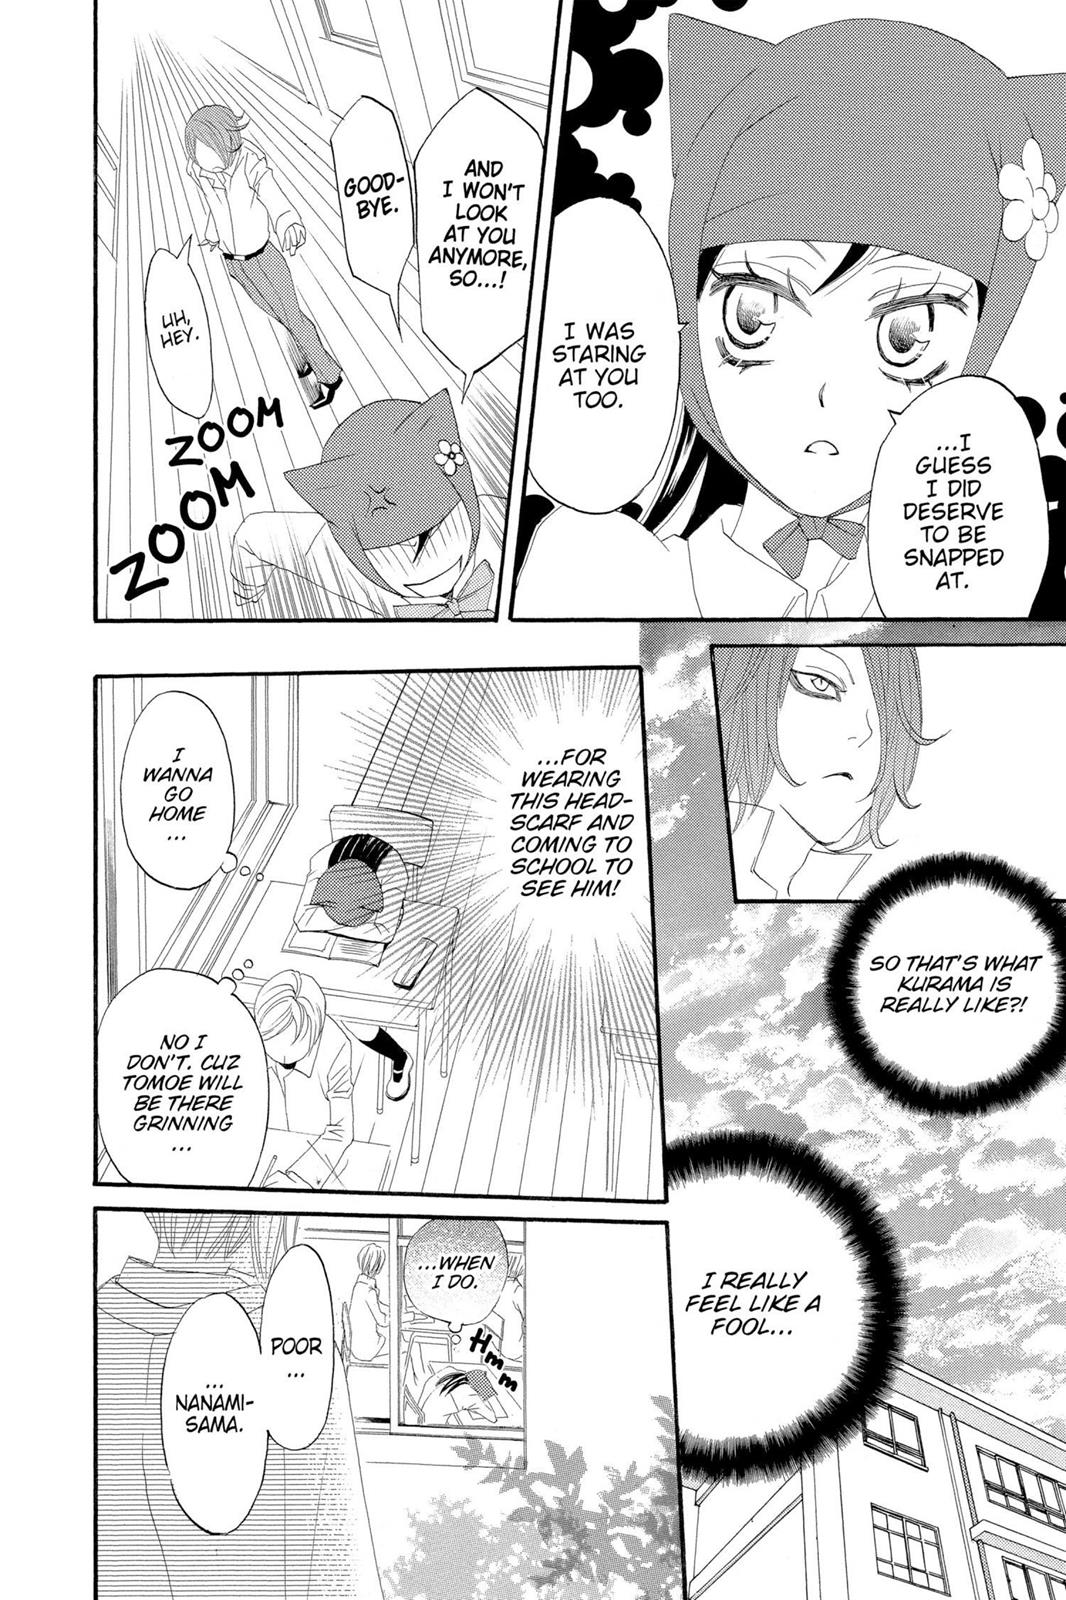 ...I
GUESS
I DID
DESERVE
TO BE
SNAPPED
AT.
I WAS
STARING
AT YOU
TOO.
AND
I WON'T
LOOK
AT YOU
ANYMORE,
SO...!
GOOD-
BYE.
UH,
HEY.
ZOOM
ZOOM
SO THAT'S WHAT
KURAMA IS
REALLY LIKE?!
I REALLY
FEEL LIKE A
FOOL...
...FOR
WEARING
THIS HEAD-
SCARF AND
COMING TO
SCHOOL TO
SEE HIM!
I
WANNA
GO
HOME
...
NO I
DON'T. CUZ
TOMOE WILL
BE THERE
GRINNING
...
...WHEN
I DO.
Hmm
POOR
...
...
NANAMI-
SAMA.